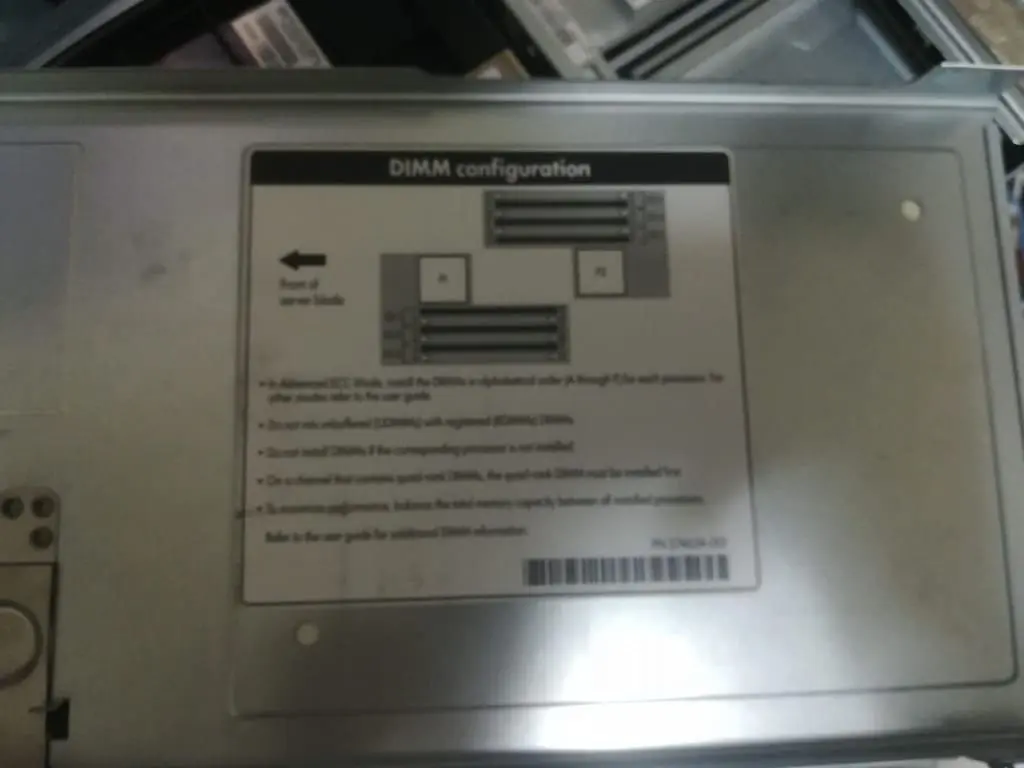 DIMM configuration
Front of
server blade
P1
P2
• In Advanced ECC Mode, install the DIMMs in alphabetical order (A through F) for each processor. For
other modes refer to the user guide.
• Do not mix unbuffered (UDIMMs) with registered (RDIMMs) DIMMs.
• Do not install DIMMs if the corresponding processor is not installed.
• On a channel that contains quad-rank DIMMs, the quad-rank DIMM must be installed first.
• To maximize performance, balance the total memory capacity between all installed processors.
Refer to the user guide for additional DIMM information.